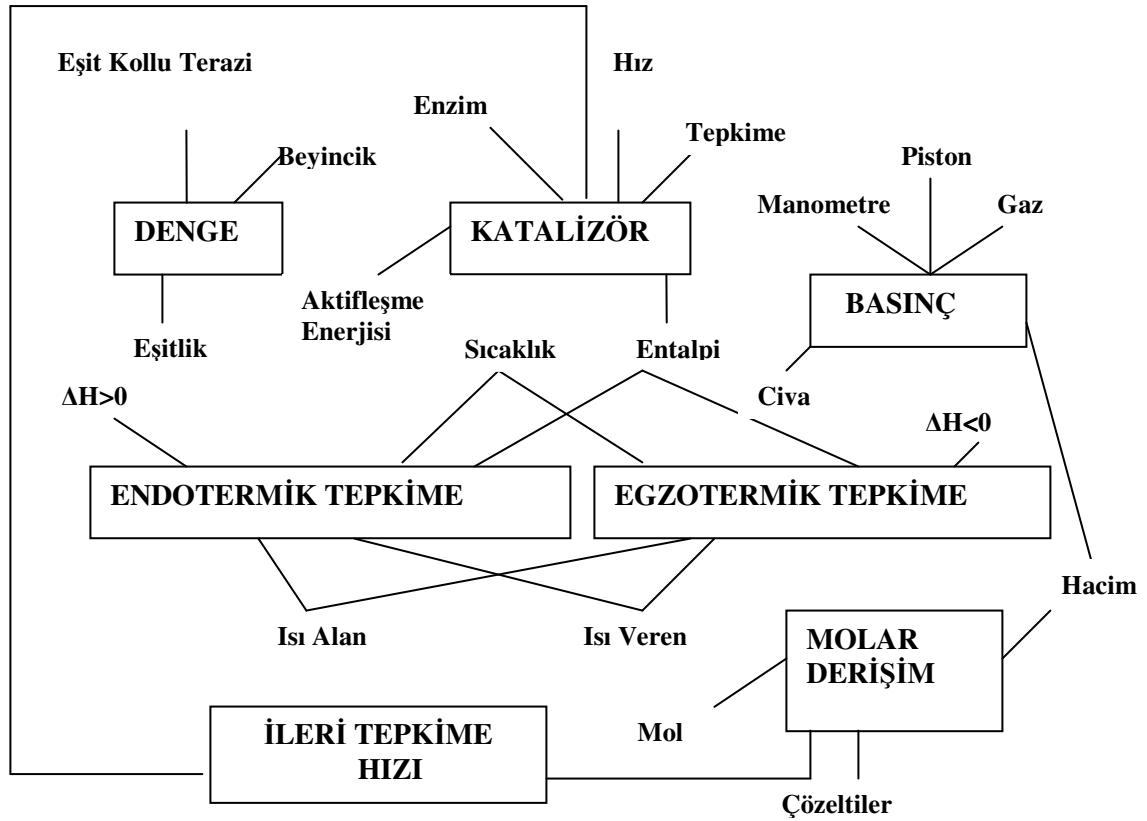 Eşit Kollu Terazi
Hız
Enzim
Tepkime
Beyincik
Piston
Manometre
Gaz
DENGE
KATALİZÖR
Aktifleşme
Enerjisi
BASINÇ
Eşitlik
Sıcaklık
Entalpi
Civa
ΔH>0
ΔH<0
ENDOTERMİK TEPKİME
EGZOTERMİK TEPKİME
Hacim
Isı Alan
Isı Veren
MOLAR
DERİŞİM
Mol
İLERİ TEPKİME
HIZI
Çözeltiler